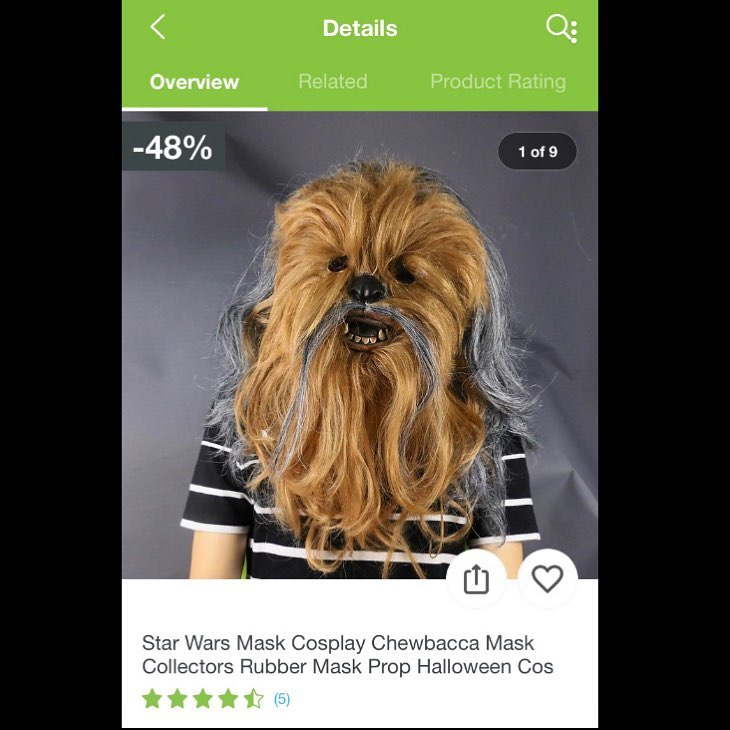 Details
Overview Related Product Rating
-48%
1 of 9
Star Wars Mask Cosplay Chewbacca Mask
Collectors Rubber Mask Prop Halloween Cos
(5)